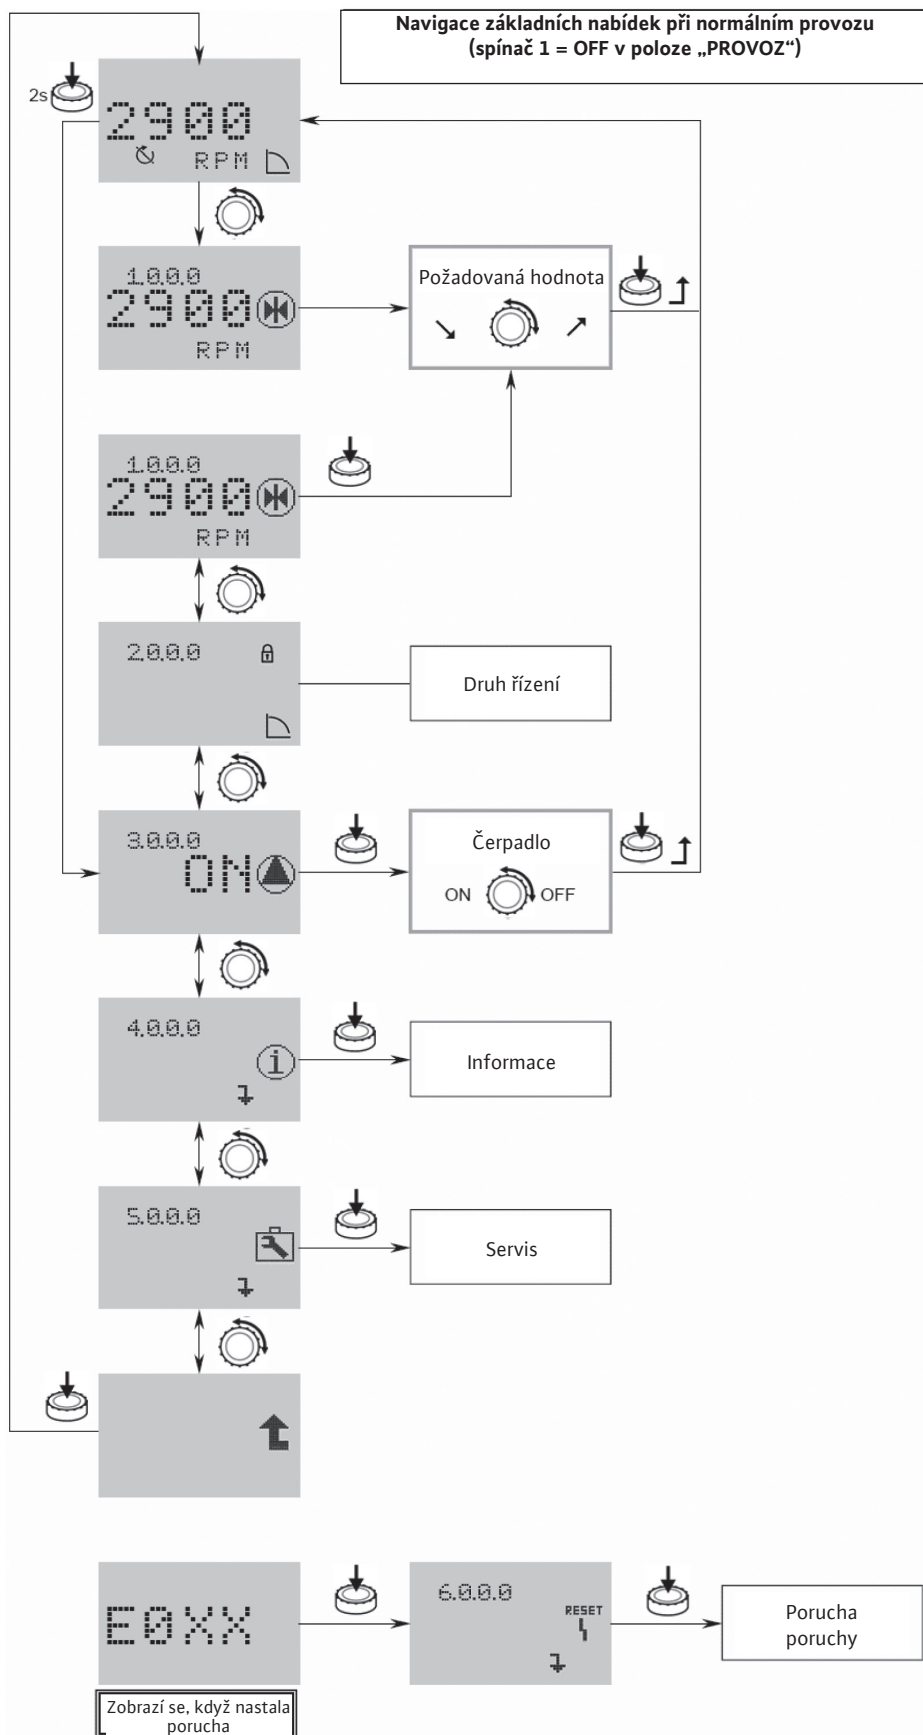 Navigace základních nabídek při normálním provozu
(spínač 1 = OFF v poloze „PROVOZ“)
2s
2900
RPM
1.0.0.0
2900
RPM
Požadovaná hodnota
1.0.0.0
2900
RPM
2.0.0.0
Druh řízení
3.0.0.0
ON
Čerpadlo
ON
OFF
4.0.0.0
i
Informace
5.0.0.0
Servis
E0XX
6.0.0.0
RESET
Porucha
poruchy
Zobrazí se, když nastala
porucha